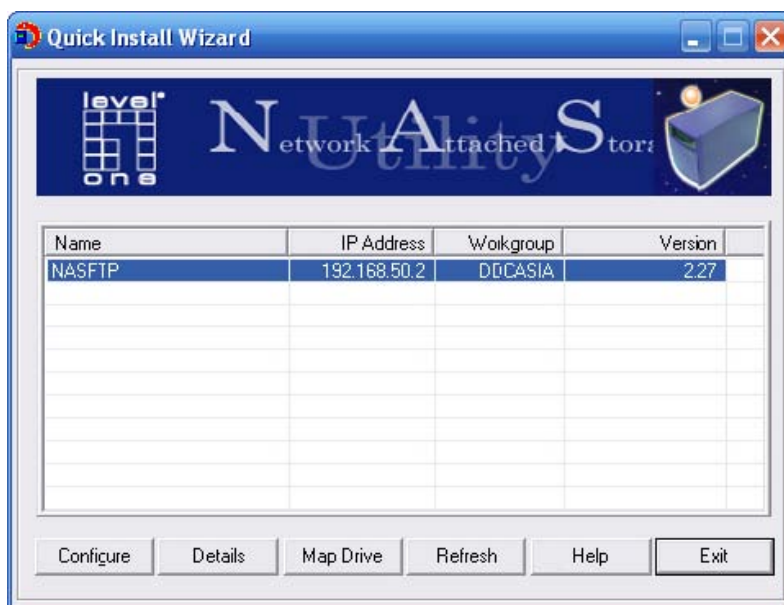 Quick Install Wizard
level
one
Network Attached Stora
Utility
Name IP Address Workgroup Version
NASFTP 192.168.50.2 DDCASIA 2.27
Configure Details Map Drive Refresh Help Exit